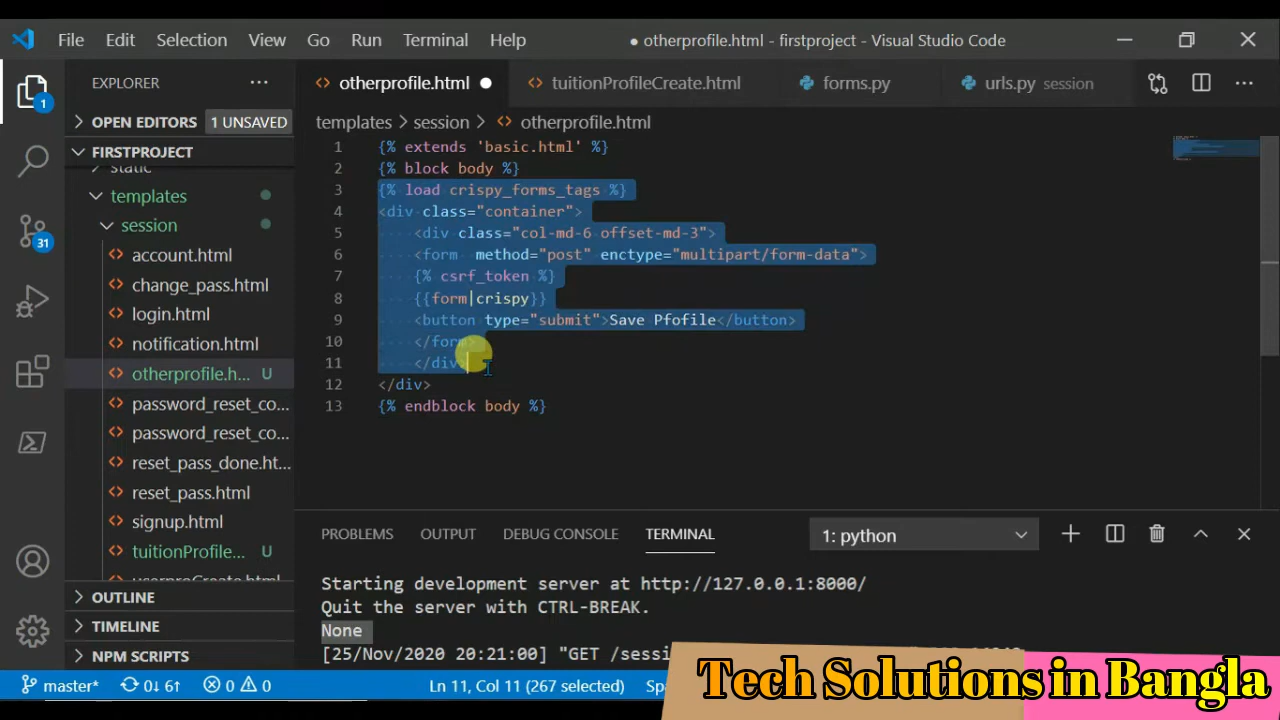 File Edit Selection View Go Run Terminal Help
● otherprofile.html - firstproject - Visual Studio Code
EXPLORER
otherprofile.html
tuitionProfileCreate.html
forms.py
urls.py session
OPEN EDITORS 1 UNSAVED
templates > session > otherprofile.html
FIRSTPROJECT
static
templates
session
account.html
change_pass.html
login.html
notification.html
otherprofile.h... U
password_reset_co...
password_reset_co...
reset_pass_done.ht...
reset_pass.html
signup.html
tuitionProfile... U
userproCreate.html
OUTLINE
TIMELINE
NPM SCRIPTS
1
31
1 {% extends 'basic.html' %}
2 {% block body %}
3 {% load crispy_forms_tags %}
4 <div class="container">
5 <div class="col-md-6 offset-md-3">
6 <form method="post" enctype="multipart/form-data">
7 {% csrf_token %}
8 {{form|crispy}}
9 <button type="submit">Save Pfofile</button>
10 </form>
11 </div>
12 </div>
13 {% endblock body %}
PROBLEMS OUTPUT DEBUG CONSOLE TERMINAL 1: python
Starting development server at http://127.0.0.1:8000/
Quit the server with CTRL-BREAK.
None
[25/Nov/2020 20:21:00] "GET /sessi
master* 0↓ 6↑ 0 0 Ln 11, Col 11 (267 selected)
Tech Solutions in Bangla